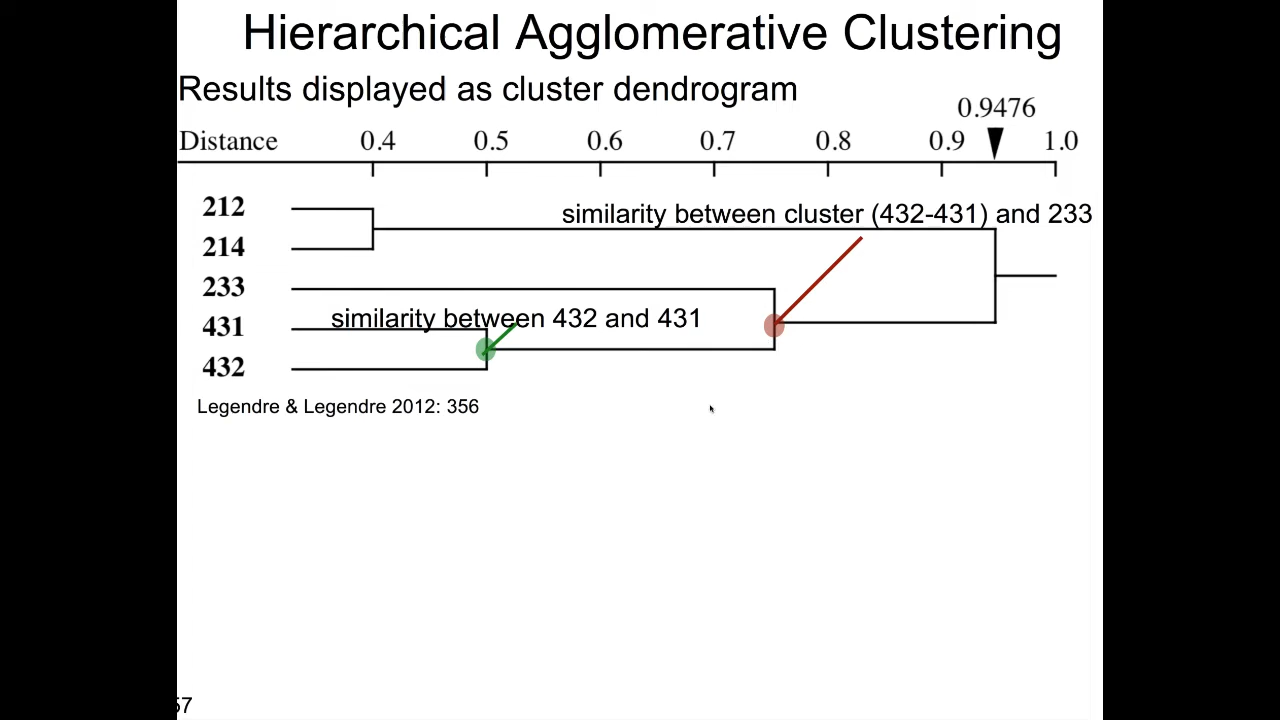 Hierarchical Agglomerative Clustering
Results displayed as cluster dendrogram
0.9476
Distance 0.4 0.5 0.6 0.7 0.8 0.9 1.0
212
similarity between cluster (432-431) and 233
214
233
similarity between 432 and 431
431
432
Legendre & Legendre 2012: 356
57